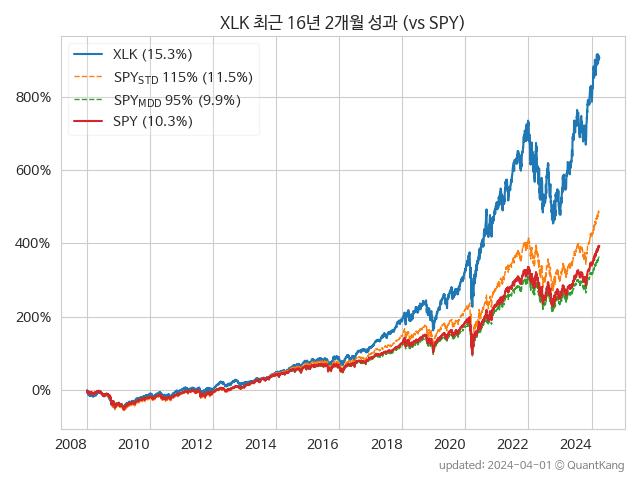 XLK 최근 16년 2개월 성과 (vs SPY)
XLK (15.3%)
SPY_STD 115% (11.5%)
SPY_MDD 95% (9.9%)
SPY (10.3%)
800%
600%
400%
200%
0%
2008 2010 2012 2014 2016 2018 2020 2022 2024
updated: 2024-04-01 © QuantKang